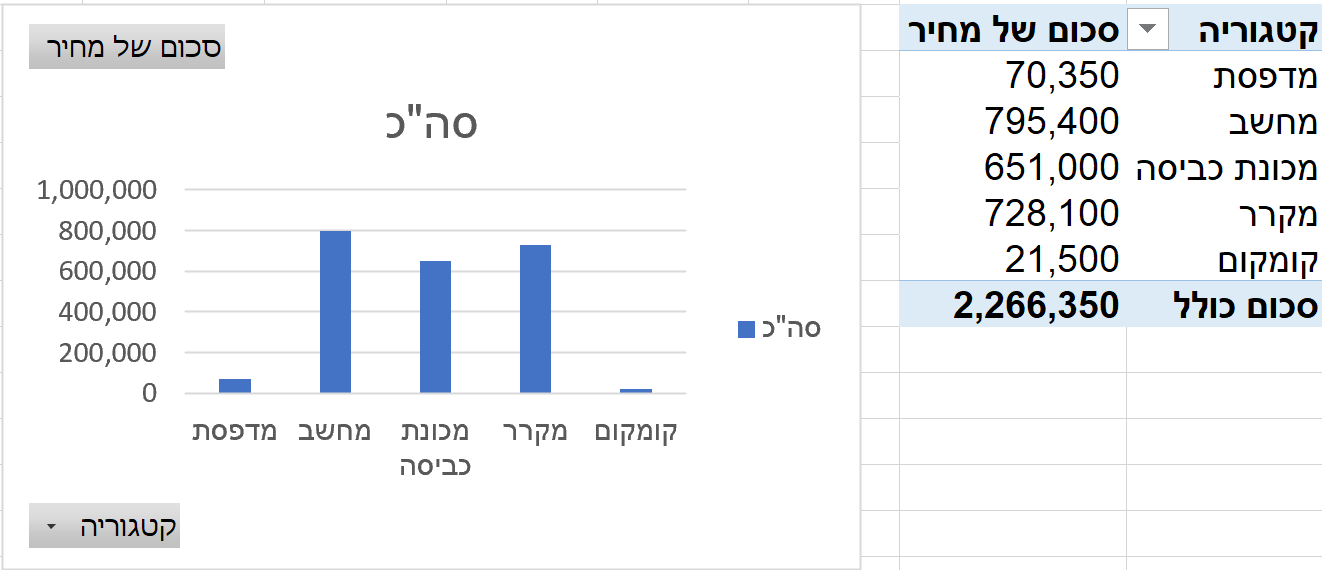 קטגוריה סכום של מחיר
מדפסת 70,350
מחשב 795,400
מכונת כביסה 651,000
מקרר 728,100
קומקום 21,500
סכום כולל 2,266,350
סכום של מחיר
סה"כ
1,000,000
800,000
600,000
400,000
200,000
0
מדפסת
מחשב
מכונת
כביסה
מקרר
קומקום
סה"כ
קטגוריה